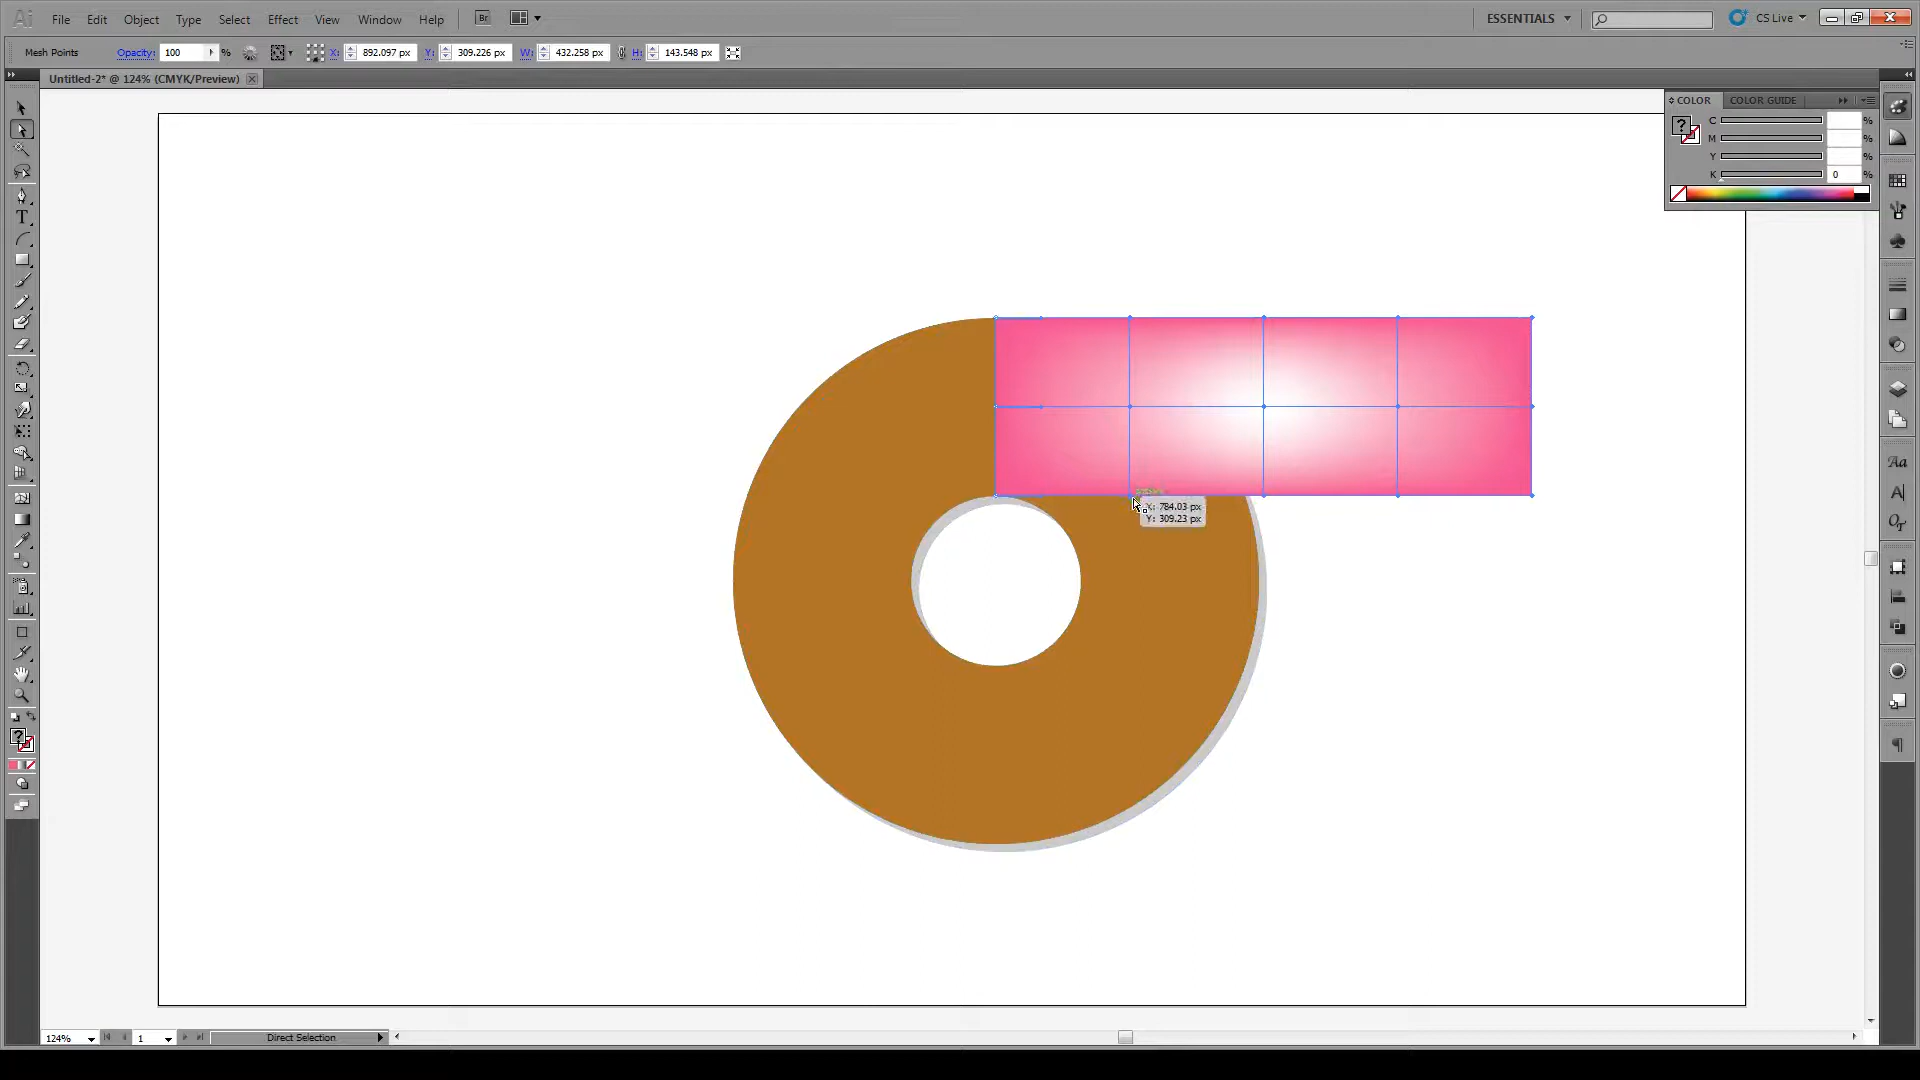 Ai File Edit Object Type Select Effect View Window Help Br ESSENTIALS CS Live
Mesh Points Opacity: 100 % X: 892.097 px Y: 309.226 px W: 432.258 px H: 143.548 px
Untitled-2* @ 124% (CMYK/Preview)
COLOR COLOR GUIDE
C %
M %
Y %
K 0 %
X: 784.03 px
Y: 309.23 px
124% 1 Direct Selection